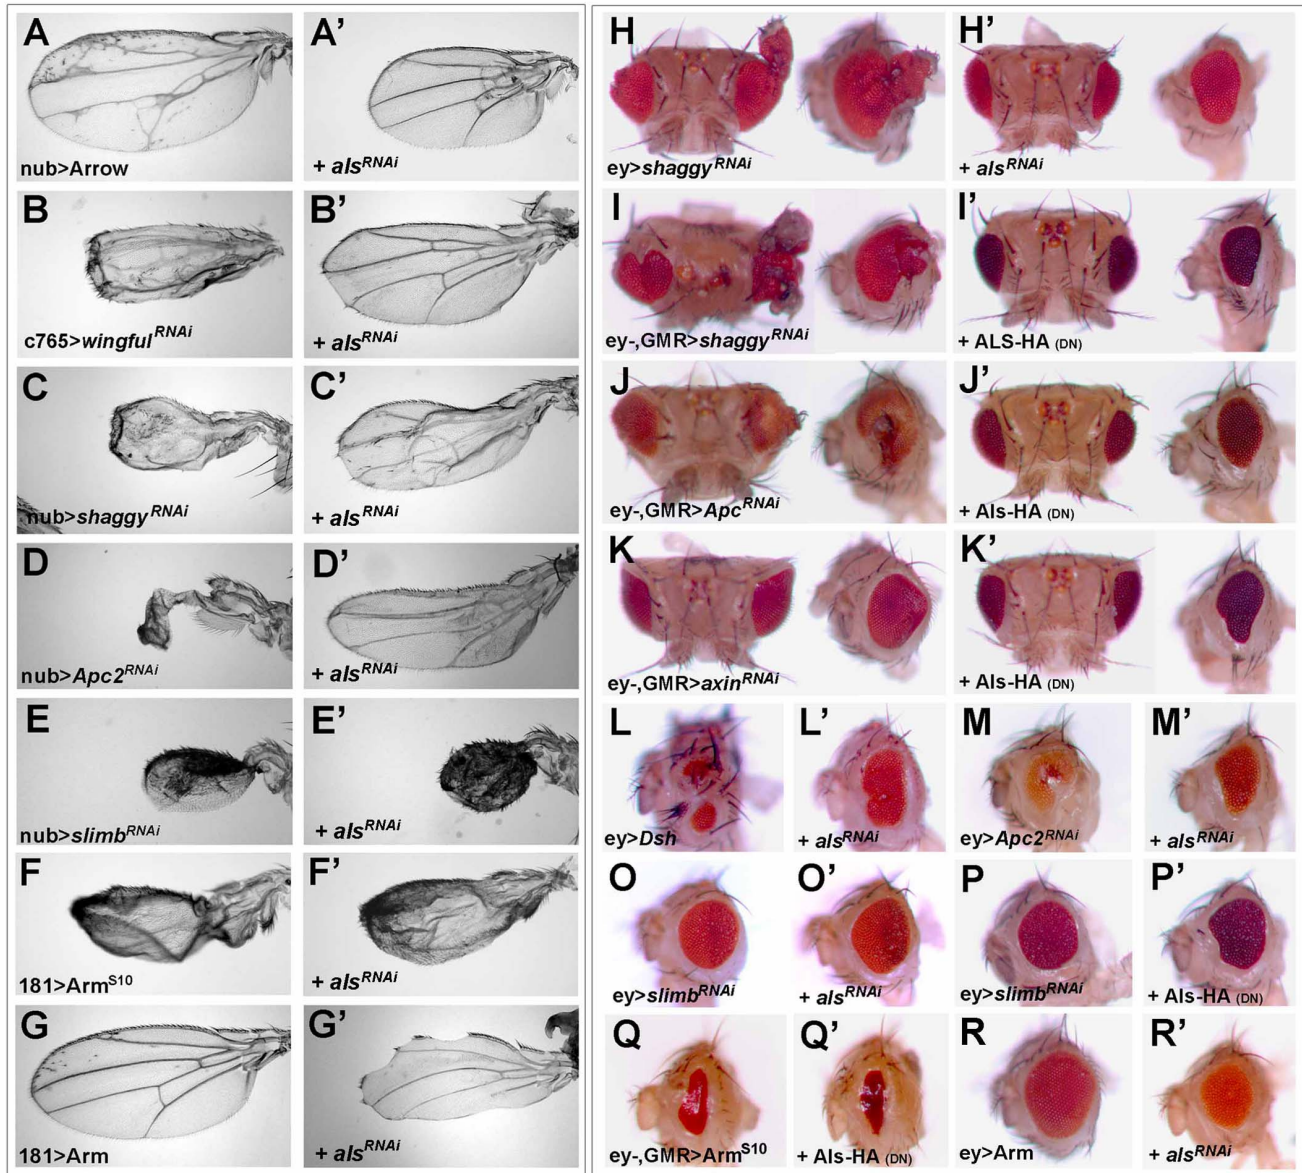 A
nub>Arrow
A'
+ als^RNAi
B
c765>wingful^RNAi
B'
+ als^RNAi
C
nub>shaggy^RNAi
C'
+ als^RNAi
D
nub>Apc2^RNAi
D'
+ als^RNAi
E
nub>slimb^RNAi
E'
+ als^RNAi
F
181>Arm^S10
F'
+ als^RNAi
G
181>Arm
G'
+ als^RNAi
H
ey>shaggy^RNAi
H'
+ als^RNAi
I
ey-,GMR>shaggy^RNAi
I'
+ ALS-HA (DN)
J
ey-,GMR>Apc^RNAi
J'
+ Als-HA (DN)
K
ey-,GMR>axin^RNAi
K'
+ Als-HA (DN)
L
ey>Dsh
L'
+ als^RNAi
M
ey>Apc2^RNAi
M'
+ als^RNAi
O
ey>slimb^RNAi
O'
+ als^RNAi
P
ey>slimb^RNAi
P'
+ Als-HA (DN)
Q
ey-,GMR>Arm^S10
Q'
+ Als-HA (DN)
R
ey>Arm
R'
+ als^RNAi